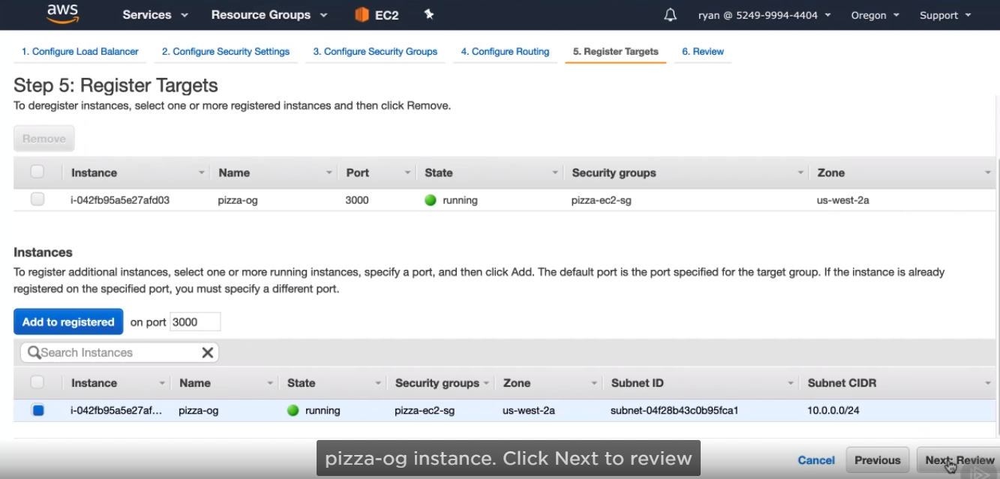 aws Services Resource Groups EC2 ryan @ 5249-9994-4404 Oregon Support
1. Configure Load Balancer 2. Configure Security Settings 3. Configure Security Groups 4. Configure Routing 5. Register Targets 6. Review
Step 5: Register Targets
To deregister instances, select one or more registered instances and then click Remove.
Remove
Instance Name Port State Security groups Zone
i-042fb95a5e27afd03 pizza-og 3000 running pizza-ec2-sg us-west-2a
Instances
To register additional instances, select one or more running instances, specify a port, and then click Add. The default port is the port specified for the target group. If the instance is already
registered on the specified port, you must specify a different port.
Add to registered on port 3000
Search Instances
Instance Name State Security groups Zone Subnet ID Subnet CIDR
i-042fb95a5e27af... pizza-og running pizza-ec2-sg us-west-2a subnet-04f28b43c0b95fca1 10.0.0.0/24
pizza-og instance. Click Next to review
Cancel Previous Next: Review